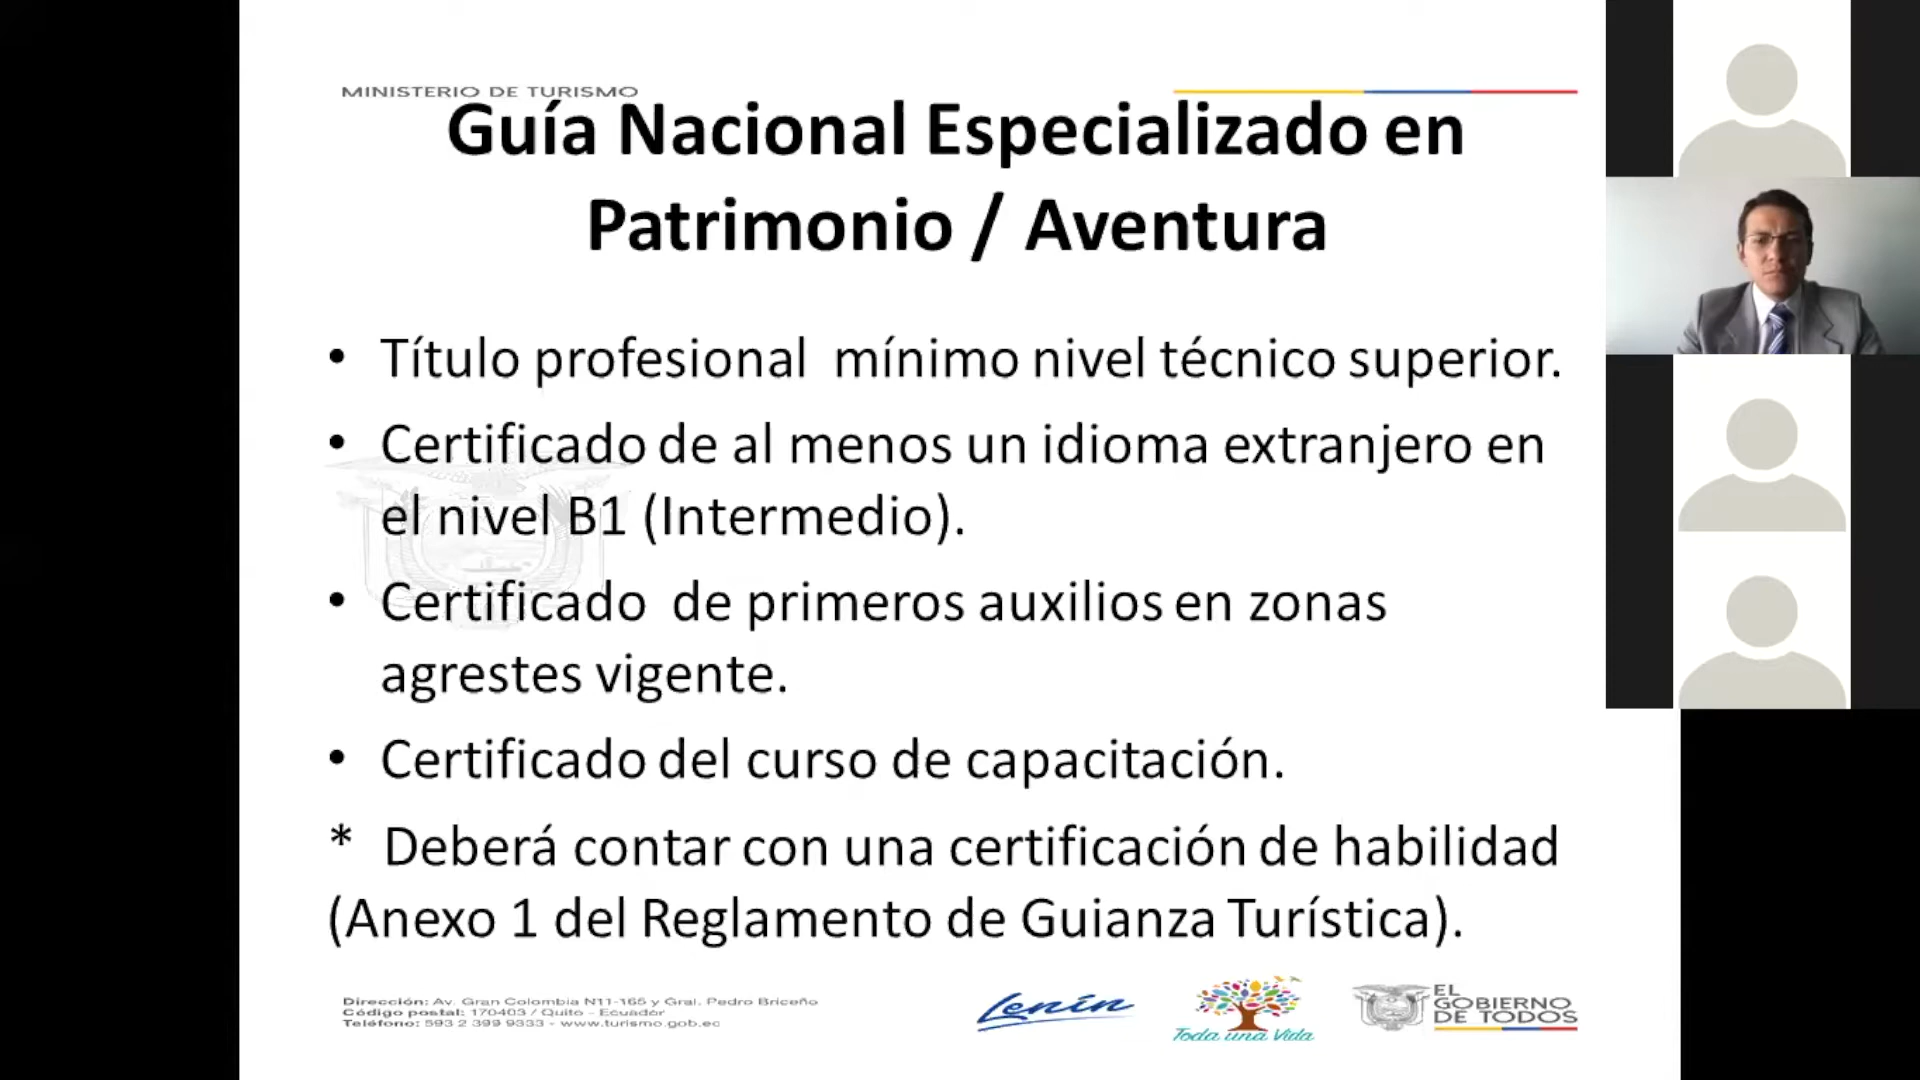 MINISTERIO DE TURISMO
Guía Nacional Especializado en
Patrimonio / Aventura
• Título profesional mínimo nivel técnico superior.
• Certificado de al menos un idioma extranjero en
el nivel B1 (Intermedio).
• Certificado de primeros auxilios en zonas
agrestes vigente.
• Certificado del curso de capacitación.
* Deberá contar con una certificación de habilidad
(Anexo 1 del Reglamento de Guianza Turística).
Dirección: Av. Gran Colombia N11-165 y Gral. Pedro Briceño
Código postal: 170403 / Quito - Ecuador
Teléfono: 593 2 399 9333 - www.turismo.gob.ec
Lenín
Toda una Vida
EL
GOBIERNO
DE TODOS